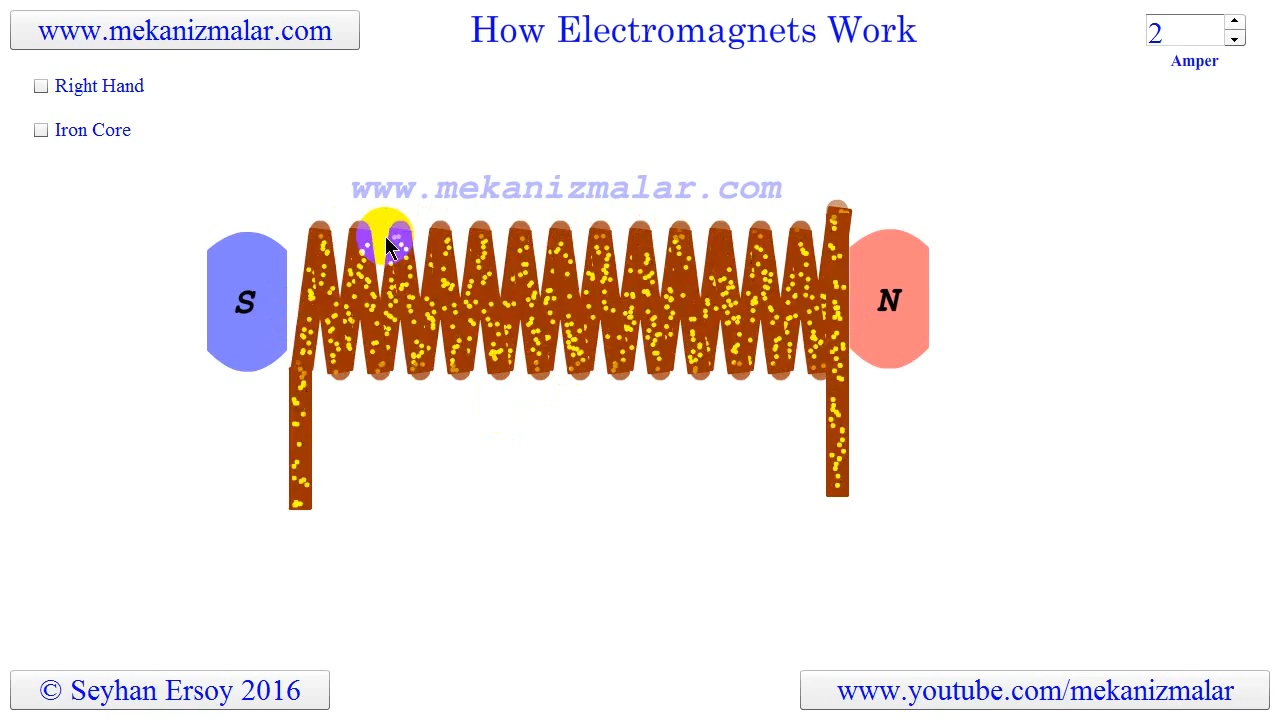 www.mekanizmalar.com
How Electromagnets Work
2
Amper
Right Hand
Iron Core
www.mekanizmalar.com
S
N
© Seyhan Ersoy 2016
www.youtube.com/mekanizmalar